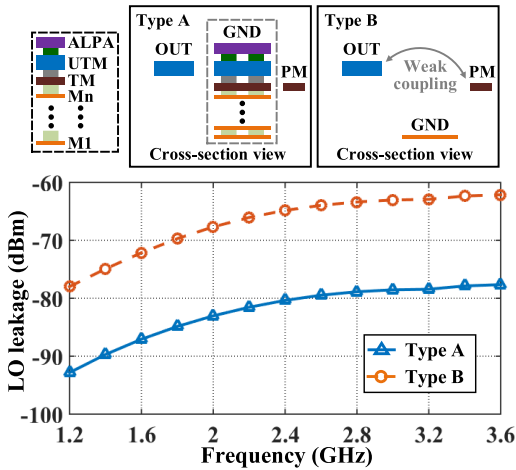 ALPA
UTM
TM
Mn
M1
Type A
GND
OUT
PM
Cross-section view
Type B
OUT
Weak
coupling
PM
GND
Cross-section view
LO leakage (dBm)
-60
-70
-80
-90
-100
Type A
Type B
1.2 1.6 2 2.4 2.8 3.2 3.6
Frequency (GHz)